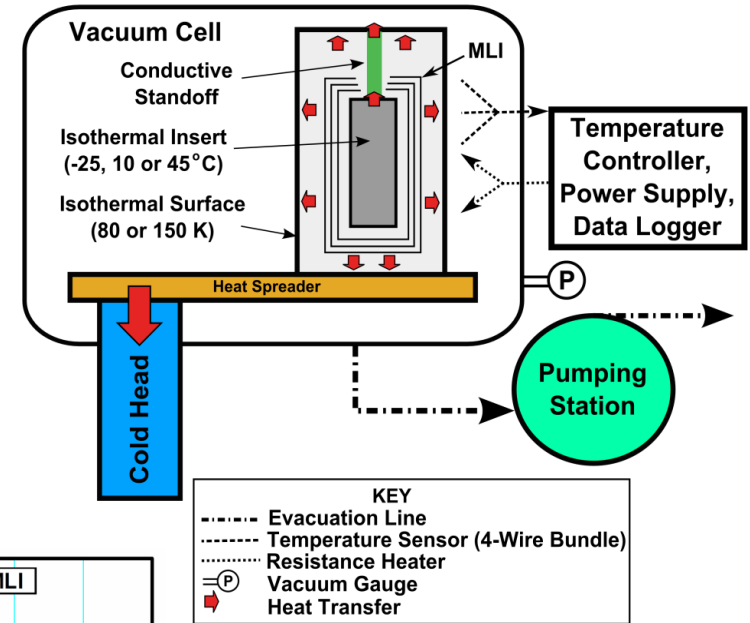 Vacuum Cell
Conductive
Standoff
MLI
Isothermal Insert
(-25, 10 or 45°C)
Isothermal Surface
(80 or 150 K)
Temperature
Controller,
Power Supply,
Data Logger
Heat Spreader
P
Cold Head
Pumping
Station
KEY
Evacuation Line
Temperature Sensor (4-Wire Bundle)
Resistance Heater
P Vacuum Gauge
Heat Transfer